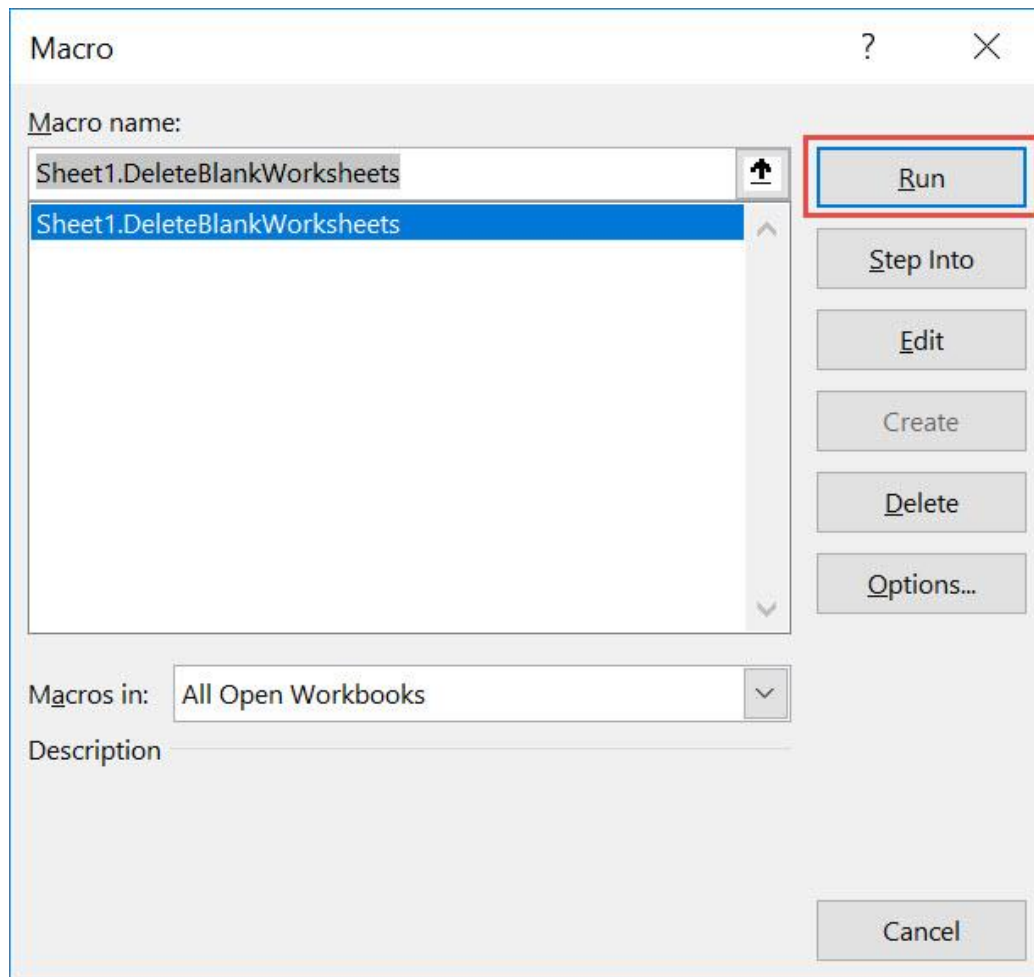 Macro
?
Macro name:
Sheet1.DeleteBlankWorksheets
Sheet1.DeleteBlankWorksheets
Run
Step Into
Edit
Create
Delete
Options...
Macros in:
All Open Workbooks
Description
Cancel